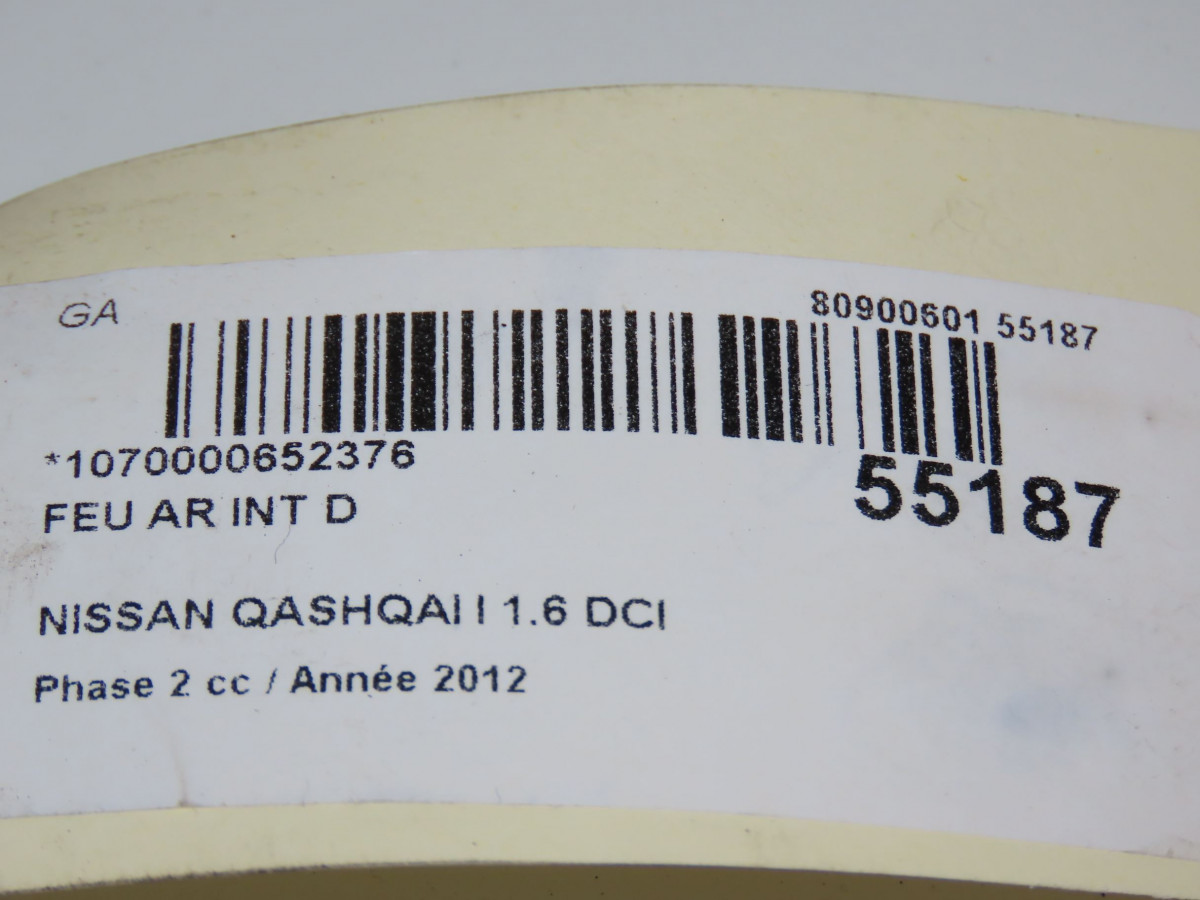 GA
80900601 55187
*1070000652376
55187
FEU AR INT D
NISSAN QASHQAI I 1.6 DCI
Phase 2 cc / Année 2012